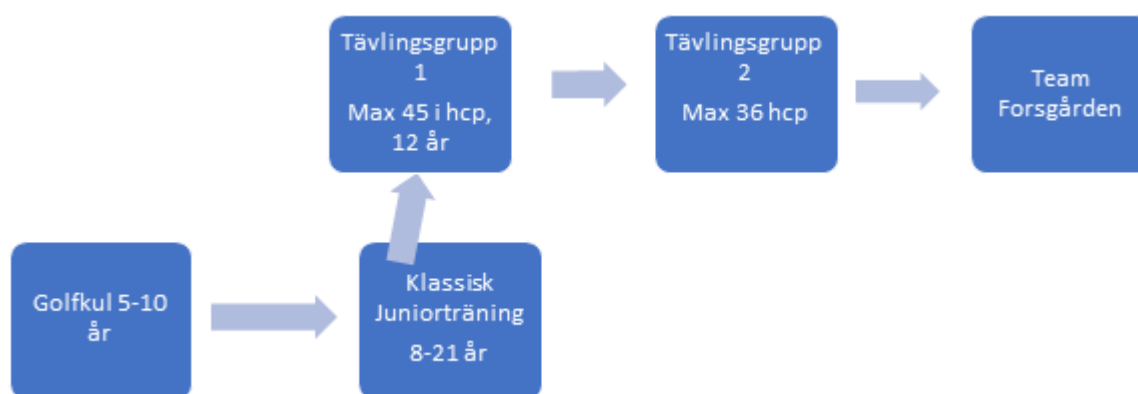 Tävlingsgrupp
1
Max 45 i hcp,
12 år
Tävlingsgrupp
2
Max 36 hcp
Team
Forsgården
Golfkul 5-10
år
Klassisk
Juniorträning
8-21 år